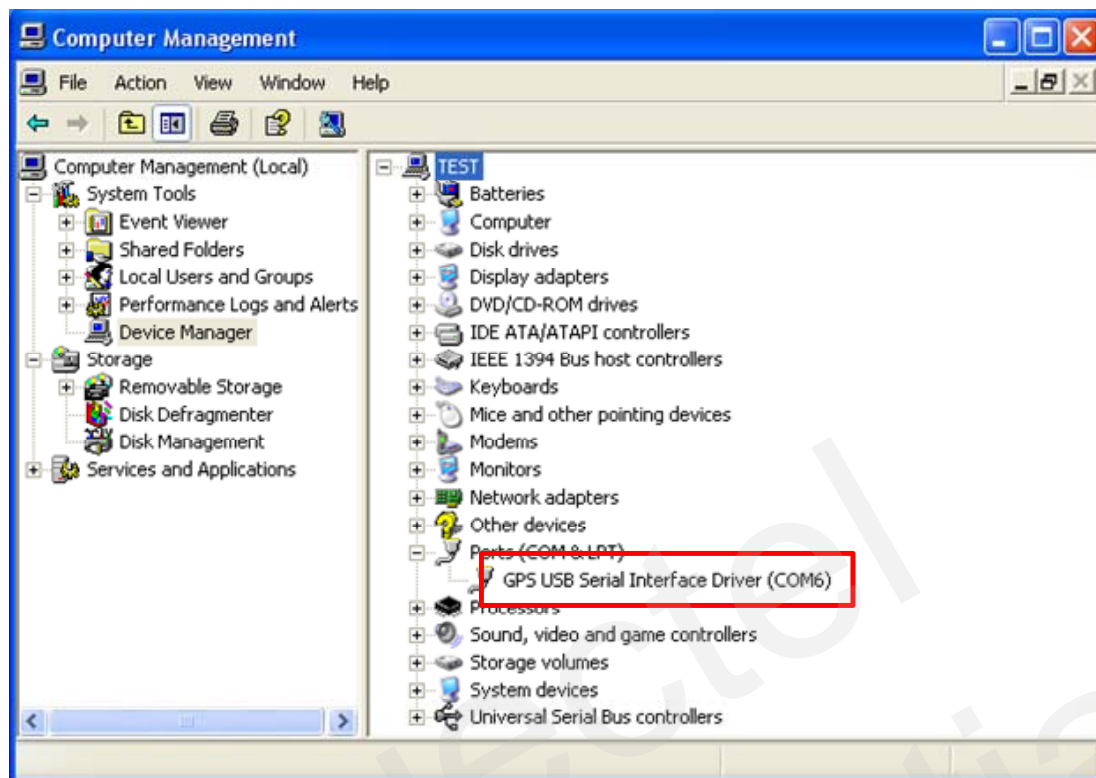 Computer Management
File Action View Window Help
Computer Management (Local)
System Tools
Event Viewer
Shared Folders
Local Users and Groups
Performance Logs and Alerts
Device Manager
Storage
Removable Storage
Disk Defragmenter
Disk Management
Services and Applications
TEST
Batteries
Computer
Disk drives
Display adapters
DVD/CD-ROM drives
IDE ATA/ATAPI controllers
IEEE 1394 Bus host controllers
Keyboards
Mice and other pointing devices
Modems
Monitors
Network adapters
Other devices
Ports (COM & LPT)
GPS USB Serial Interface Driver (COM6)
Processors
Sound, video and game controllers
Storage volumes
System devices
Universal Serial Bus controllers